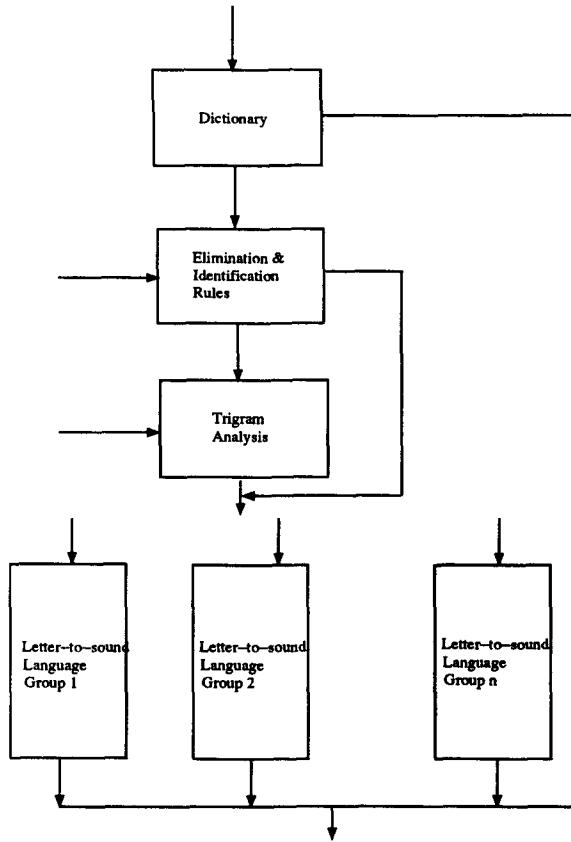 Dictionary
Elimination &
Identification
Rules
Trigram
Analysis
Letter-to-sound
Language
Group 1
Letter-to-sound
Language
Group 2
Letter-to-sound
Language
Group n